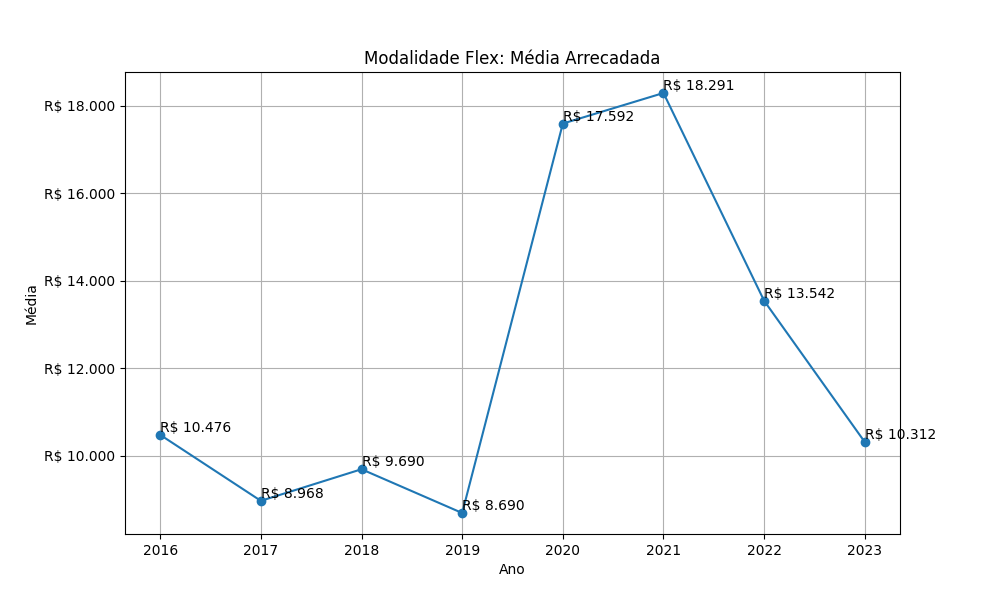 Modalidade Flex: Média Arrecadada
Média
R$ 18.000
R$ 16.000
R$ 14.000
R$ 12.000
R$ 10.000
R$ 10.476
R$ 8.968
R$ 9.690
R$ 8.690
R$ 17.592
R$ 18.291
R$ 13.542
R$ 10.312
2016 2017 2018 2019 2020 2021 2022 2023
Ano